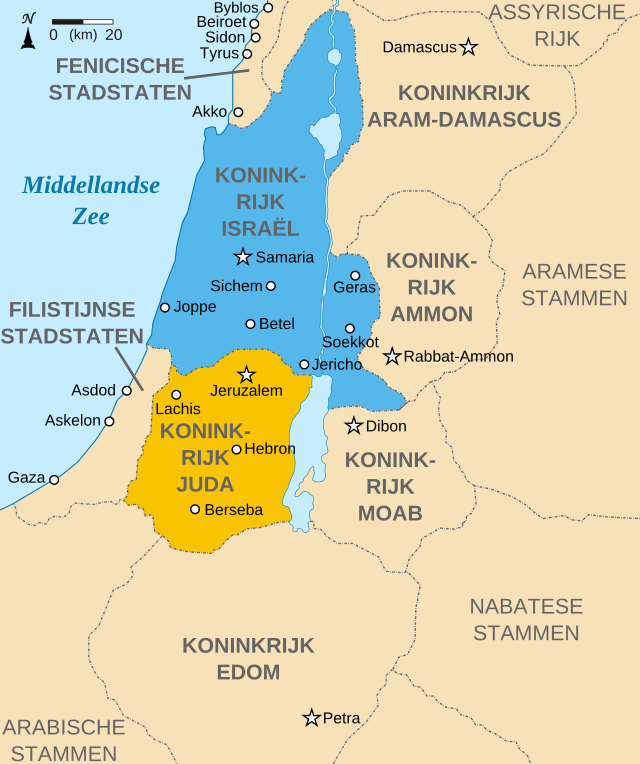 Byblos
Beiroet
Sidon
Tyrus
ASSYRISCHE
RIJK
N
0 (km) 20
Damascus
FENICISCHE
STADSTATEN
KONINKRIJK
ARAM-DAMASCUS
Akko
Middellandse
Zee
KONINK-
RIJK
ISRAËL
Samaria
KONINK-
RIJK
AMMON
ARAMESE
STAMMEN
Sichem
Geras
FILISTIJNSE
STADSTATEN
Joppe
Betel
Soekkot
Rabbat-Ammon
Jericho
Asdod
Jeruzalem
Lachis
Askelon
Dibon
KONINK-
RIJK
JUDA
Hebron
KONINK-
RIJK
MOAB
Gaza
Berseba
NABATESE
STAMMEN
KONINKRIJK
EDOM
Petra
ARABISCHE
STAMMEN